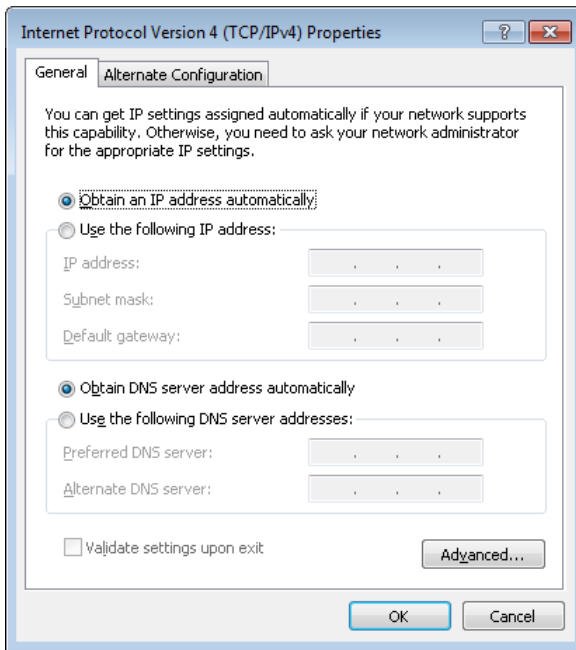 Internet Protocol Version 4 (TCP/IPv4) Properties
General
Alternate Configuration
You can get IP settings assigned automatically if your network supports
this capability. Otherwise, you need to ask your network administrator
for the appropriate IP settings.
Obtain an IP address automatically
Use the following IP address:
IP address:
Subnet mask:
Default gateway:
Obtain DNS server address automatically
Use the following DNS server addresses:
Preferred DNS server:
Alternate DNS server:
Validate settings upon exit
Advanced...
OK
Cancel